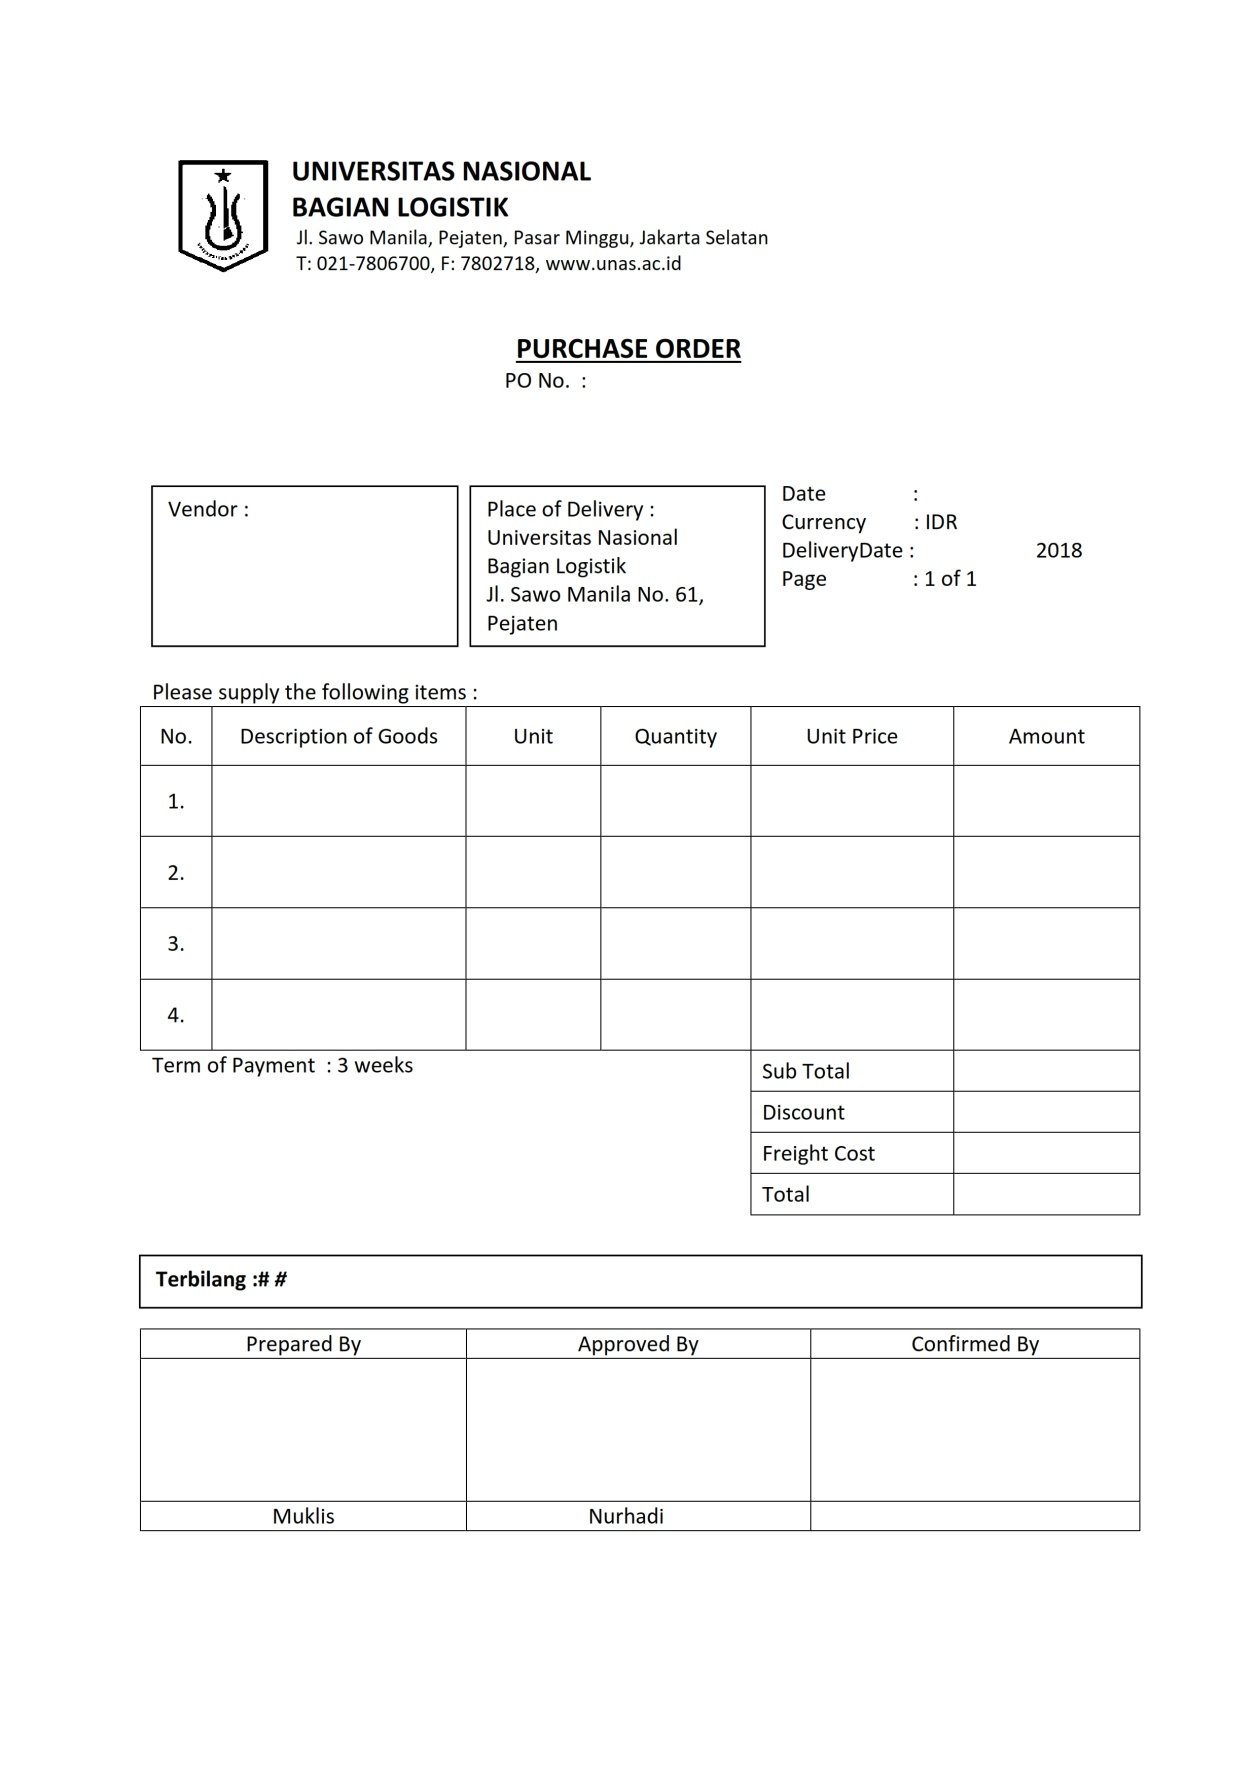 UNIVERSITAS NASIONAL
BAGIAN LOGISTIK
Jl. Sawo Manila, Pejaten, Pasar Minggu, Jakarta Selatan
T: 021-7806700, F: 7802718, www.unas.ac.id
PURCHASE ORDER
PO No. :
Vendor :
Place of Delivery :
Universitas Nasional
Bagian Logistik
Jl. Sawo Manila No. 61,
Pejaten
Date :
Currency : IDR
DeliveryDate : 2018
Page : 1 of 1
Please supply the following items :
No. Description of Goods Unit Quantity Unit Price Amount
1.
2.
3.
4.
Term of Payment : 3 weeks
Sub Total
Discount
Freight Cost
Total
Terbilang :# #
Prepared By Approved By Confirmed By
Muklis Nurhadi